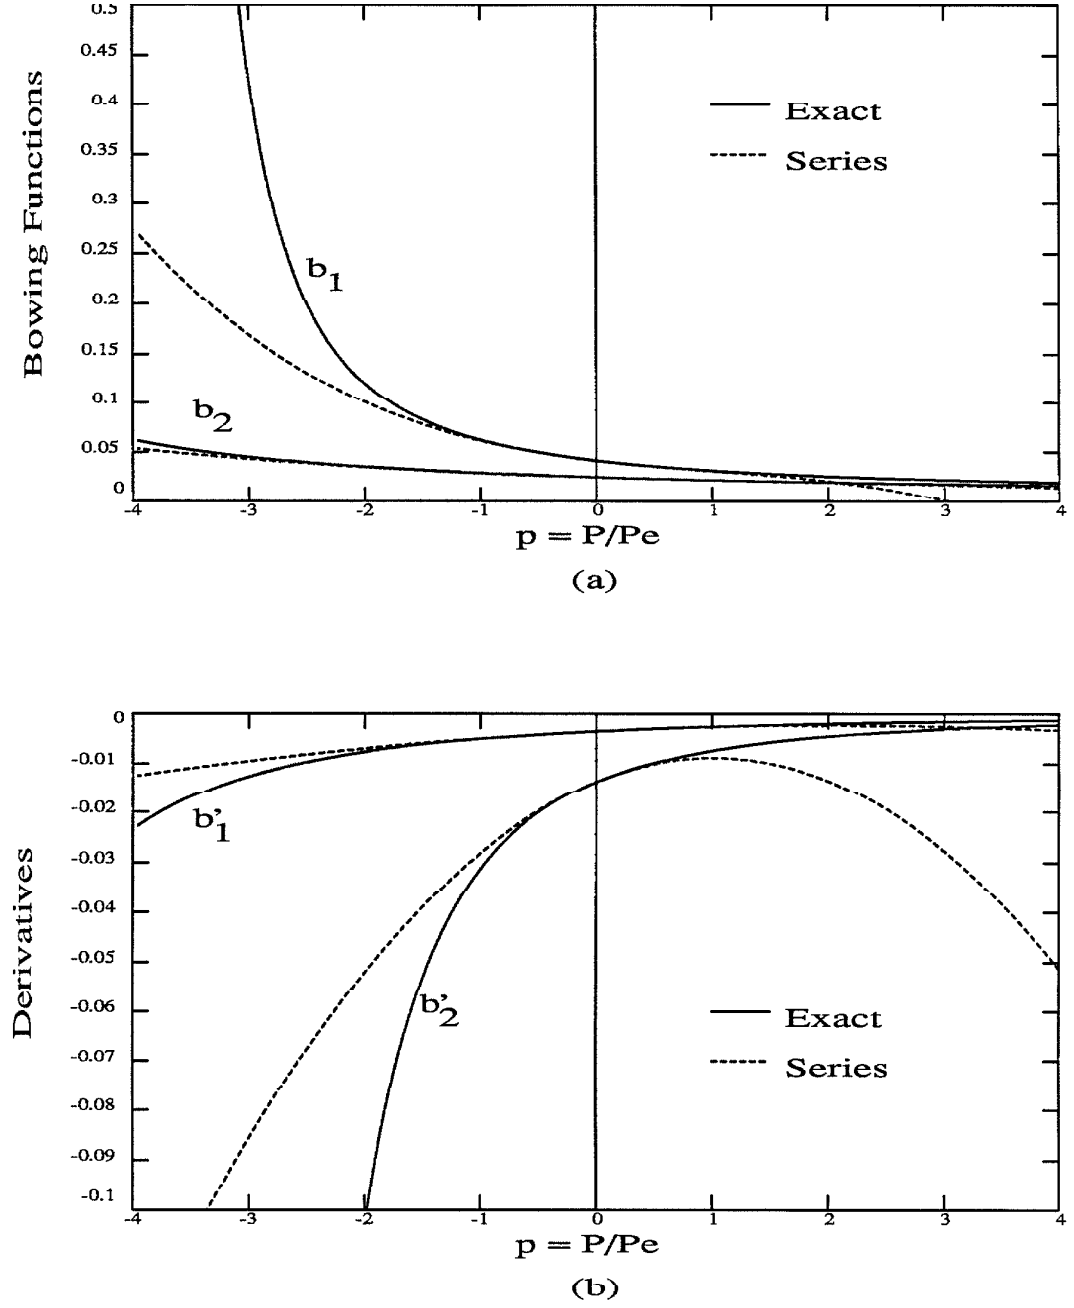 0.5
0.45
0.4
0.35
0.3
0.25
0.2
0.15
0.1
0.05
0
Bowing Functions
Exact
Series
b1
b2
-4 -3 -2 -1 0 1 2 3 4
p = P/Pe
(a)
0
-0.01
-0.02
-0.03
-0.04
-0.05
-0.06
-0.07
-0.08
-0.09
-0.1
Derivatives
b'1
b'2
Exact
Series
-4 -3 -2 -1 0 1 2 3 4
p = P/Pe
(b)